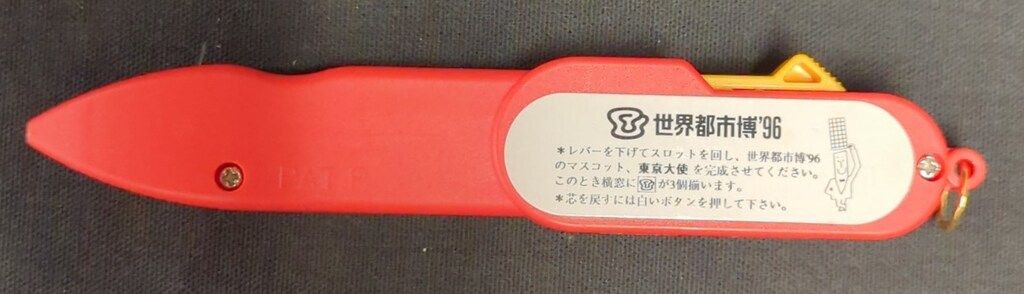 世界都市博'96
＊レバーを下げてスロットを回し、世界都市博'96
のマスコット、東京大使 を完成させてください。
このとき横窓に が3個揃います。
＊芯を戻すには白いボタンを押して下さい。